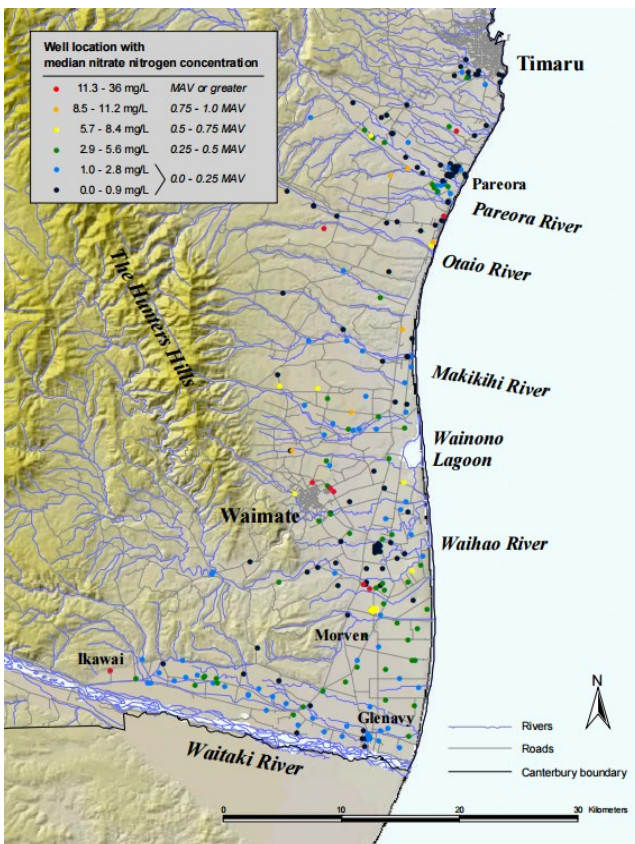 Well location with
median nitrate nitrogen concentration
11.3 - 36 mg/L MAV or greater
8.5 - 11.2 mg/L 0.75 - 1.0 MAV
5.7 - 8.4 mg/L 0.5 - 0.75 MAV
2.9 - 5.6 mg/L 0.25 - 0.5 MAV
1.0 - 2.8 mg/L
0.0 - 0.25 MAV
0.0 - 0.9 mg/L
Timaru
Pareora
Pareora River
Otaio River
The Hunters Hills
Makikihi River
Wainono
Lagoon
Waimate
Waihao River
Morven
Ikawai
Glenavy
Waitaki River
N
Rivers
Roads
Canterbury boundary
0 10 20 30 Kilometers